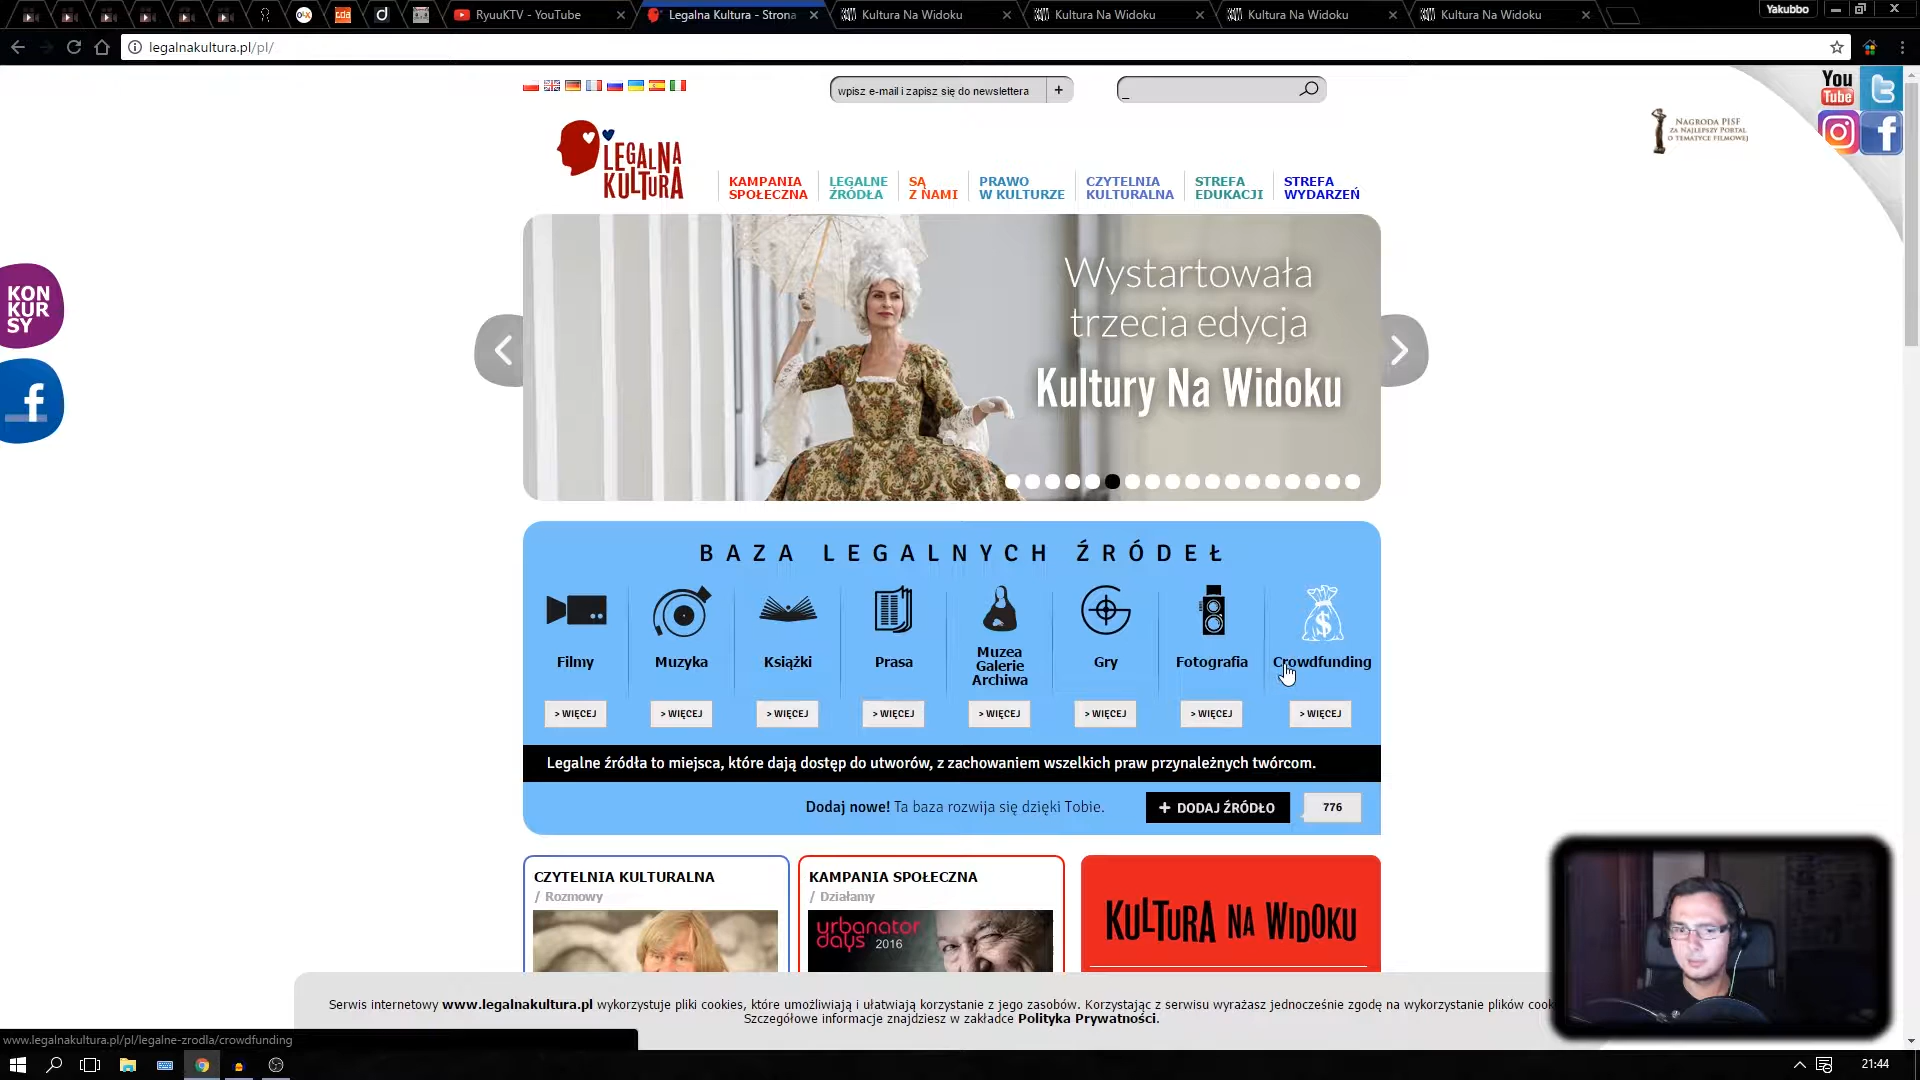 RyuuKTV - YouTube
Legalna Kultura - Strona
Kultura Na Widoku
Kultura Na Widoku
Kultura Na Widoku
Kultura Na Widoku
Yakubbo
legalnakultura.pl/pl/
wpisz e-mail i zapisz się do newslettera
+
You
Tube
NAGRODA PISF
ZA NAJLEPSZY PORTAL
O TEMATYCE FILMOWEJ
LEGALNA
KULTURA
KAMPANIA
SPOŁECZNA
LEGALNE
ŹRÓDŁA
SĄ
Z NAMI
PRAWO
W KULTURZE
CZYTELNIA
KULTURALNA
STREFA
EDUKACJI
STREFA
WYDARZEŃ
KON
KUR
SY
Wystartowała
trzecia edycja
Kultury Na Widoku
BAZA LEGALNYCH ŹRÓDEŁ
Filmy
Muzyka
Książki
Prasa
Muzea
Galerie
Archiwa
Gry
Fotografia
Crowdfunding
> WIĘCEJ
> WIĘCEJ
> WIĘCEJ
> WIĘCEJ
> WIĘCEJ
> WIĘCEJ
> WIĘCEJ
> WIĘCEJ
Legalne źródła to miejsca, które dają dostęp do utworów, z zachowaniem wszelkich praw przynależnych twórcom.
Dodaj nowe! Ta baza rozwija się dzięki Tobie.
+ DODAJ ŹRÓDŁO
776
CZYTELNIA KULTURALNA
/ Rozmowy
KAMPANIA SPOŁECZNA
/ Działamy
urbanator
days 2016
KULTURA NA WIDOKU
Serwis internetowy www.legalnakultura.pl wykorzystuje pliki cookies, które umożliwiają i ułatwiają korzystanie z jego zasobów. Korzystając z serwisu wyrażasz jednocześnie zgodę na wykorzystanie plików cook
Szczegółowe informacje znajdziesz w zakładce Polityka Prywatności.
www.legalnakultura.pl/pl/legalne-zrodla/crowdfunding
21:44